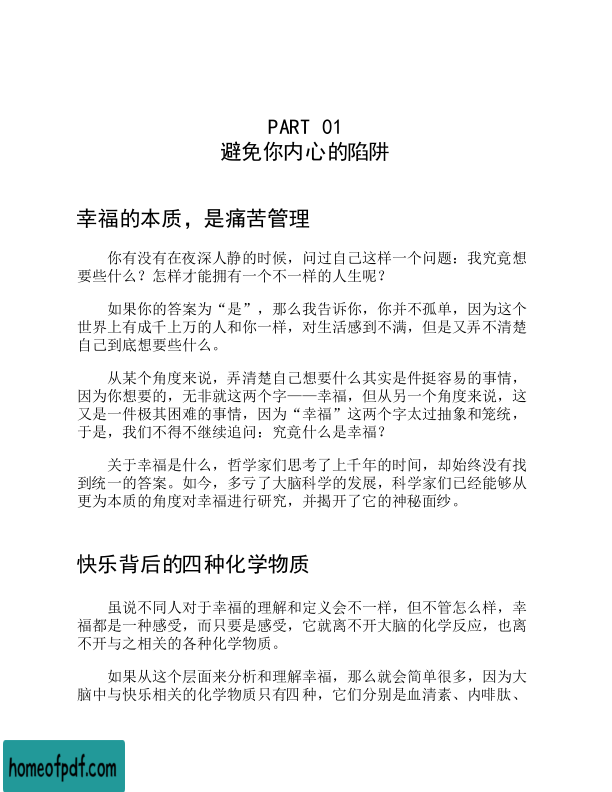 PART 01
避免你内心的陷阱
幸福的本质，是痛苦管理
你有没有在夜深人静的时候，问过自己这样一个问题：我究竟想
要些什么？怎样才能拥有一个不一样的人生呢？
如果你的答案为“是”，那么我告诉你，你并不孤单，因为这个
世界上有成千上万的人和你一样，对生活感到不满，但是又弄不清楚
自己到底想要些什么。
从某个角度来说，弄清楚自己想要什么其实是件挺容易的事情，
因为你想要的，无非就这两个字——幸福，但从另一个角度来说，这
又是一件极其困难的事情，因为“幸福”这两个字太过抽象和笼统，
于是，我们不得不继续追问：究竟什么是幸福？
关于幸福是什么，哲学家们思考了上千年的时间，却始终没有找
到统一的答案。如今，多亏了大脑科学的发展，科学家们已经能够从
更为本质的角度对幸福进行研究，并揭开了它的神秘面纱。
快乐背后的四种化学物质
虽说不同人对于幸福的理解和定义会不一样，但不管怎么样，幸
福都是一种感受，而只要是感受，它就离不开大脑的化学反应，也离
不开与之相关的各种化学物质。
如果从这个层面来分析和理解幸福，那么就会简单很多，因为大
脑中与快乐相关的化学物质只有四种，它们分别是血清素、内啡肽、
homeofpdf.com